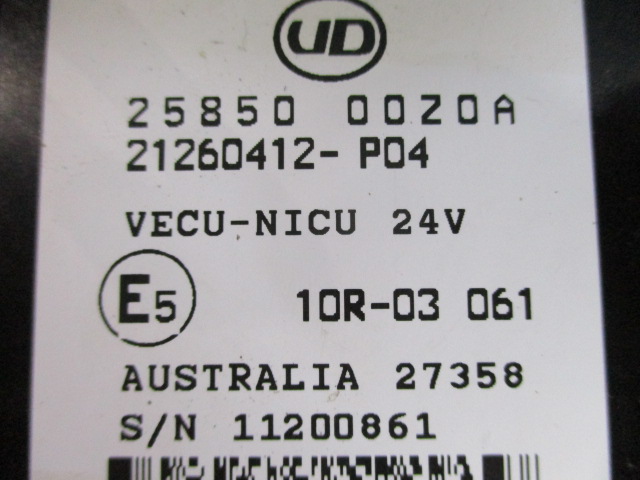 UD
25850 00Z0A
21260412- P04
VECU-NICU 24V
E5 10R-03 061
AUSTRALIA 27358
S/N 11200861